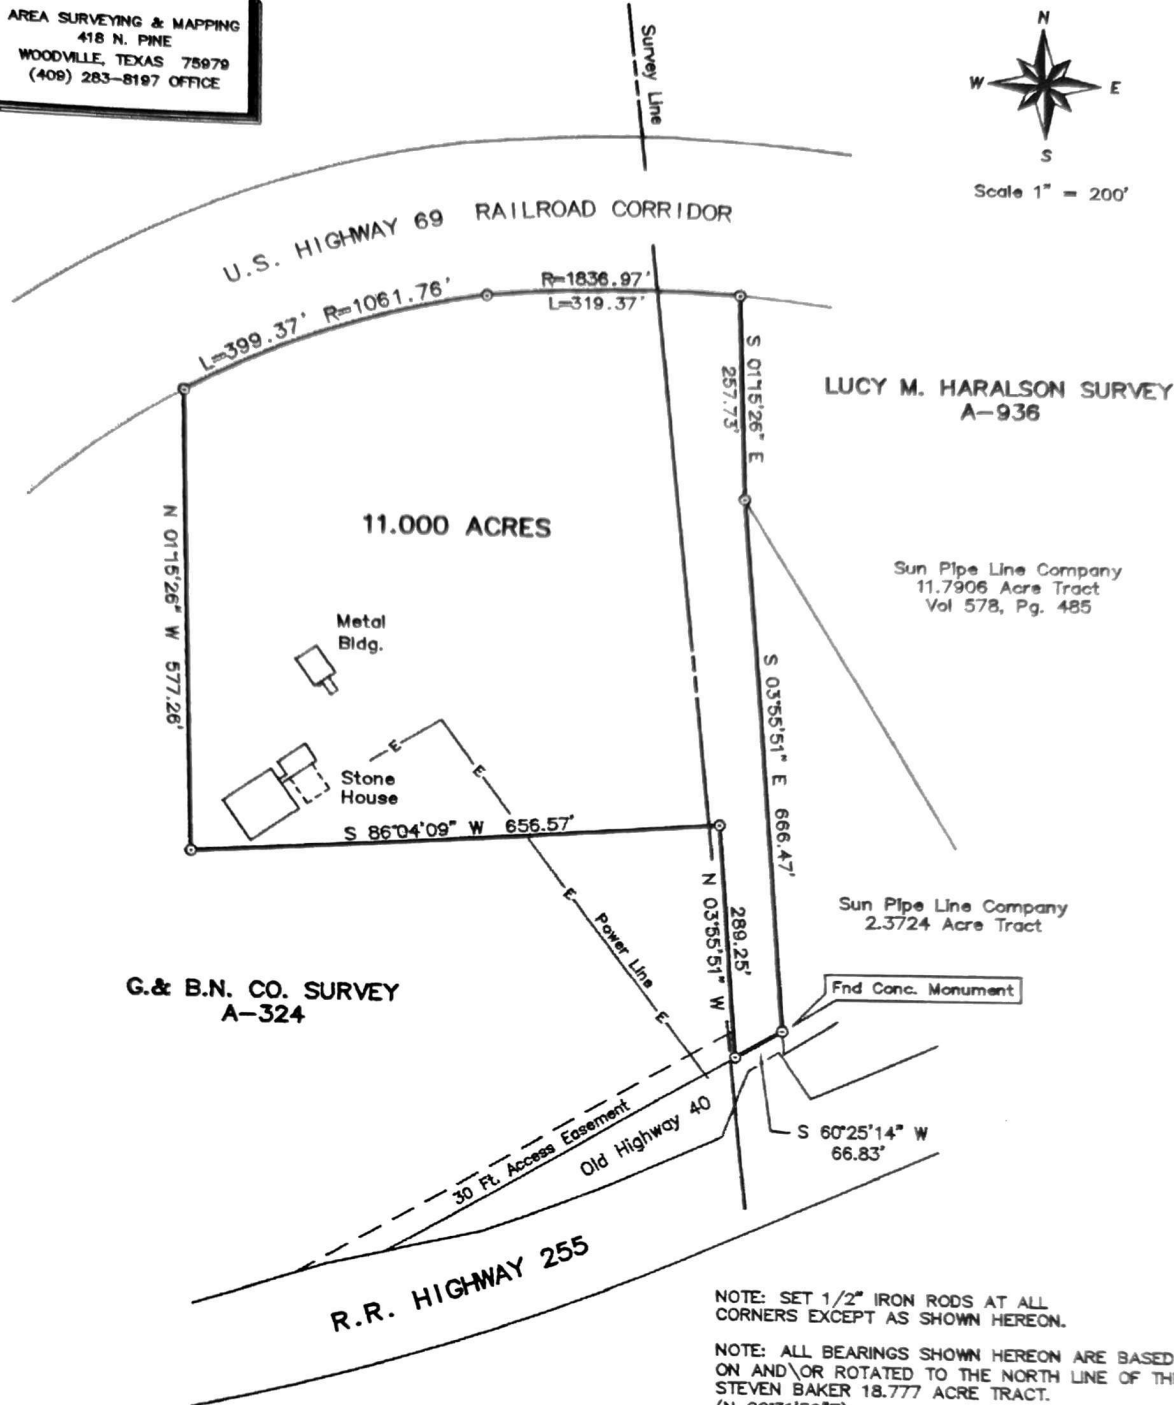 AREA SURVEYING & MAPPING
418 N. PINE
WOODVILLE, TEXAS 75979
(409) 283-8197 OFFICE
Survey Line
N
W E
S
Scale 1" = 200'
U.S. HIGHWAY 69 RAILROAD CORRIDOR
L=399.37' R=1061.76'
R=1836.97'
L=319.37'
S 01°15'26" E
257.73'
LUCY M. HARALSON SURVEY
A-936
N 01°15'26" W 577.26'
11.000 ACRES
Sun Pipe Line Company
11.7906 Acre Tract
Vol 578, Pg. 485
Metal
Bldg.
S 03°55'51" E 666.47'
E
E
Stone
House
S 86°04'09" W 656.57'
E
Power Line
E
N 03°55'51" W
289.25'
Sun Pipe Line Company
2.3724 Acre Tract
G.& B.N. CO. SURVEY
A-324
Fnd Conc. Monument
30 Ft. Access Easement
Old Highway 40
S 60°25'14" W
66.83'
R.R. HIGHWAY 255
NOTE: SET 1/2" IRON RODS AT ALL
CORNERS EXCEPT AS SHOWN HEREON.
NOTE: ALL BEARINGS SHOWN HEREON ARE BASED
ON AND\OR ROTATED TO THE NORTH LINE OF THE
STEVEN BAKER 18.777 ACRE TRACT.